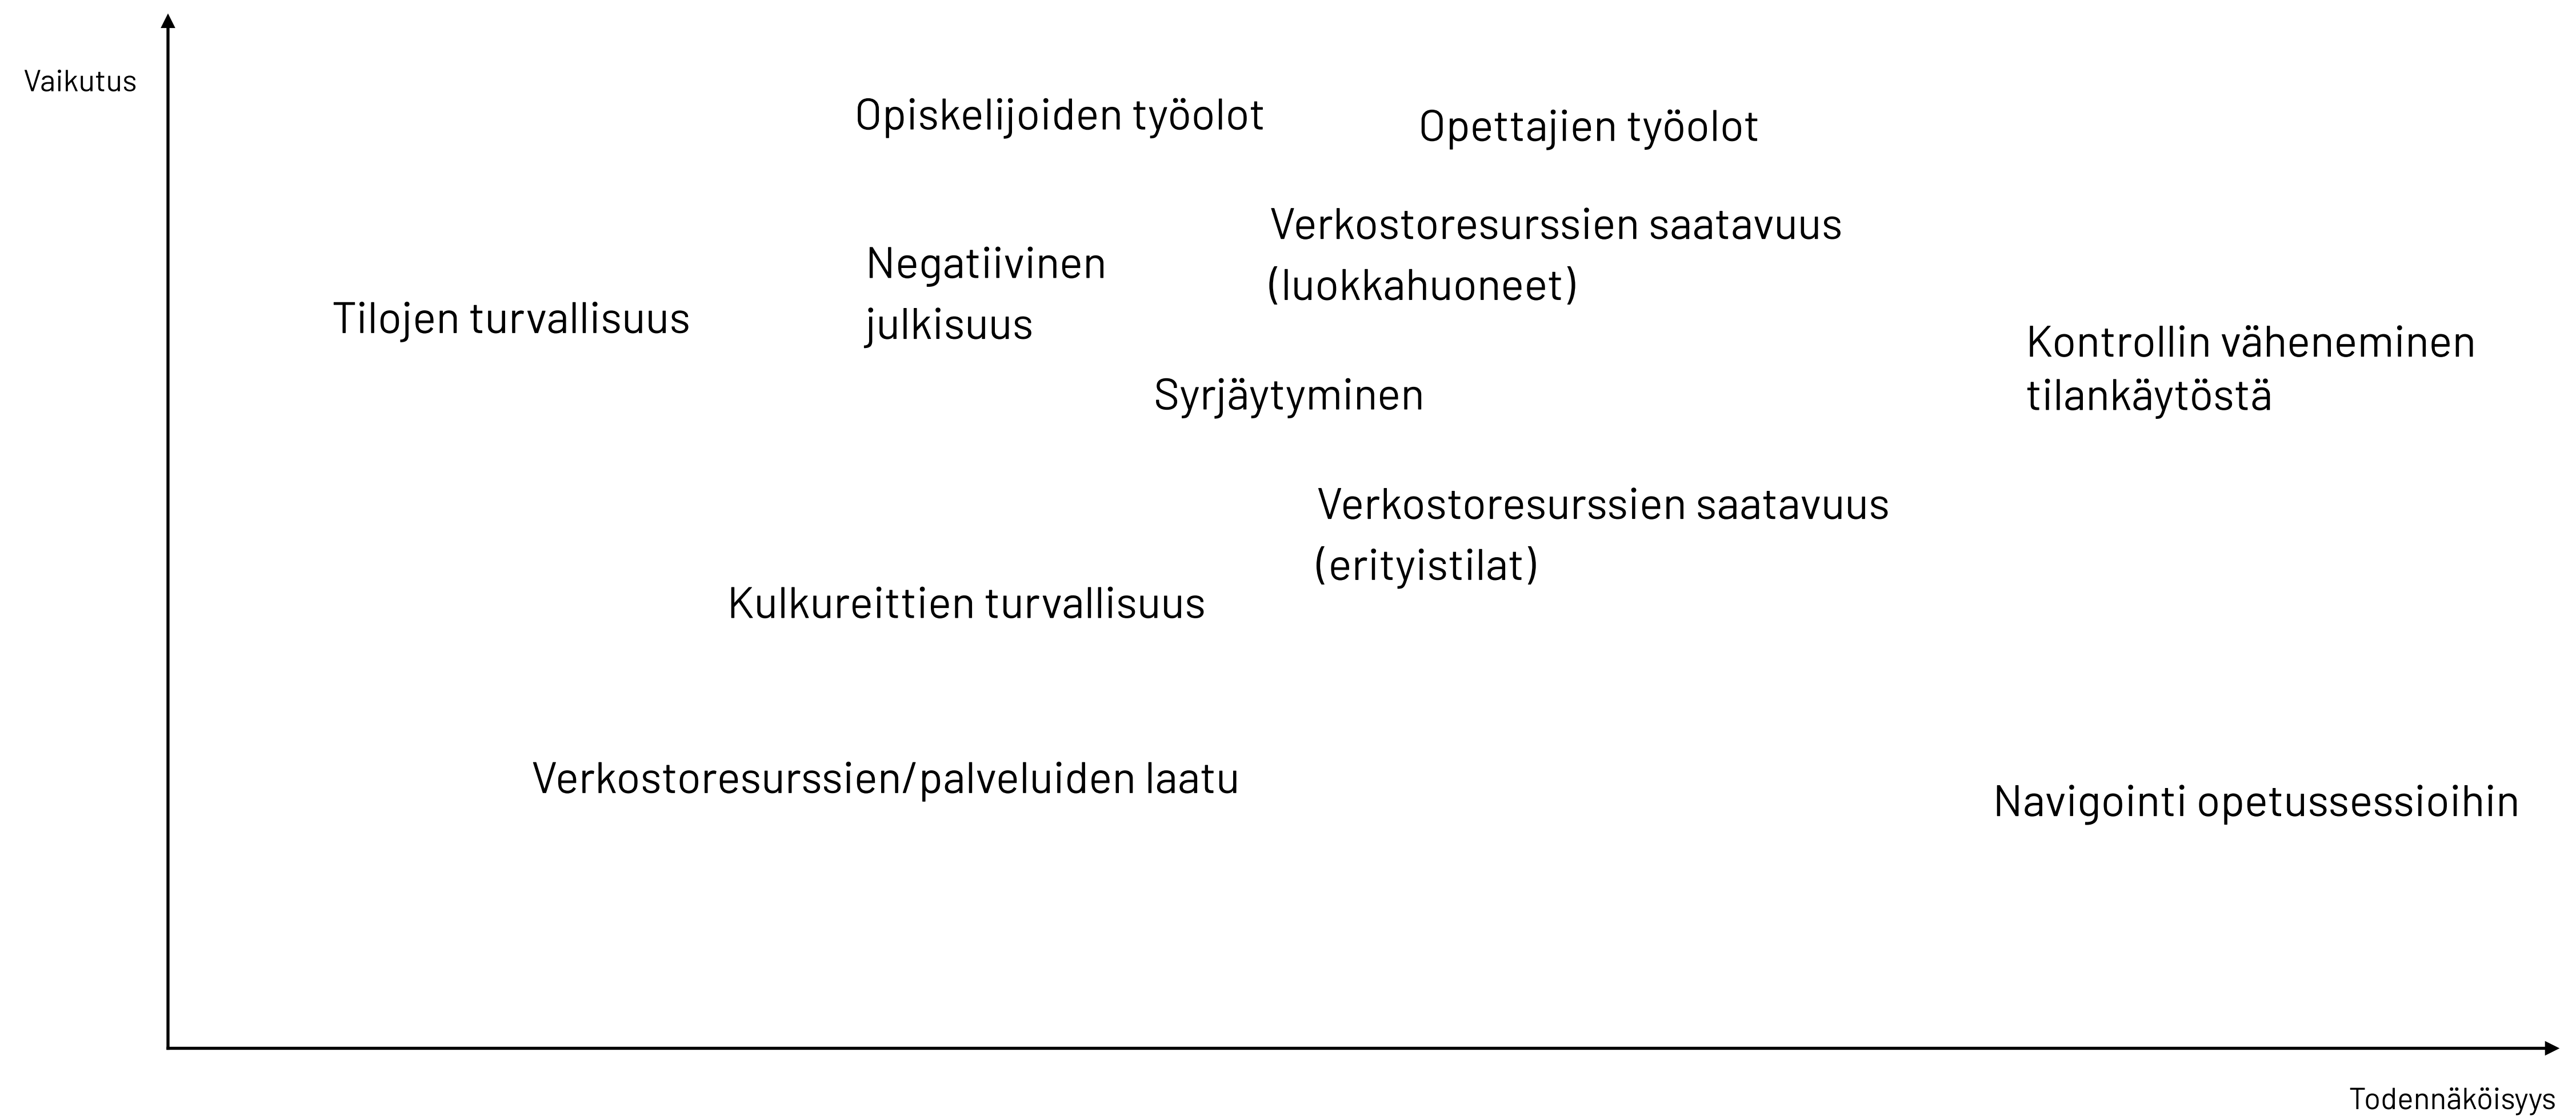 Vaikutus
Opiskelijoiden työolot
Opettajien työolot
Verkostoresurssien saatavuus
(luokkahuoneet)
Negatiivinen
julkisuus
Tilojen turvallisuus
Kontrollin väheneminen
tilankäytöstä
Syrjäytyminen
Verkostoresurssien saatavuus
(erityistilat)
Kulkureittien turvallisuus
Verkostoresurssien/palveluiden laatu
Navigointi opetussessioihin
Todennäköisyys